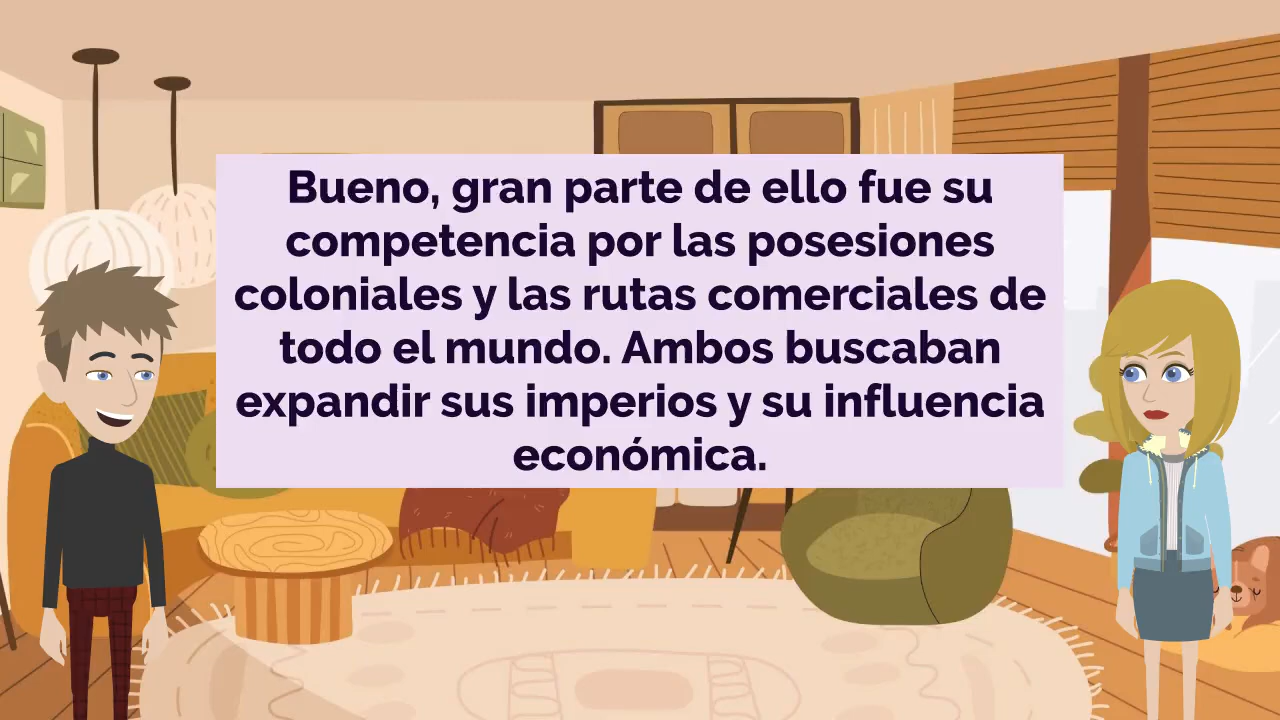 Bueno, gran parte de ello fue su
competencia por las posesiones
coloniales y las rutas comerciales de
todo el mundo. Ambos buscaban
expandir sus imperios y su influencia
económica.